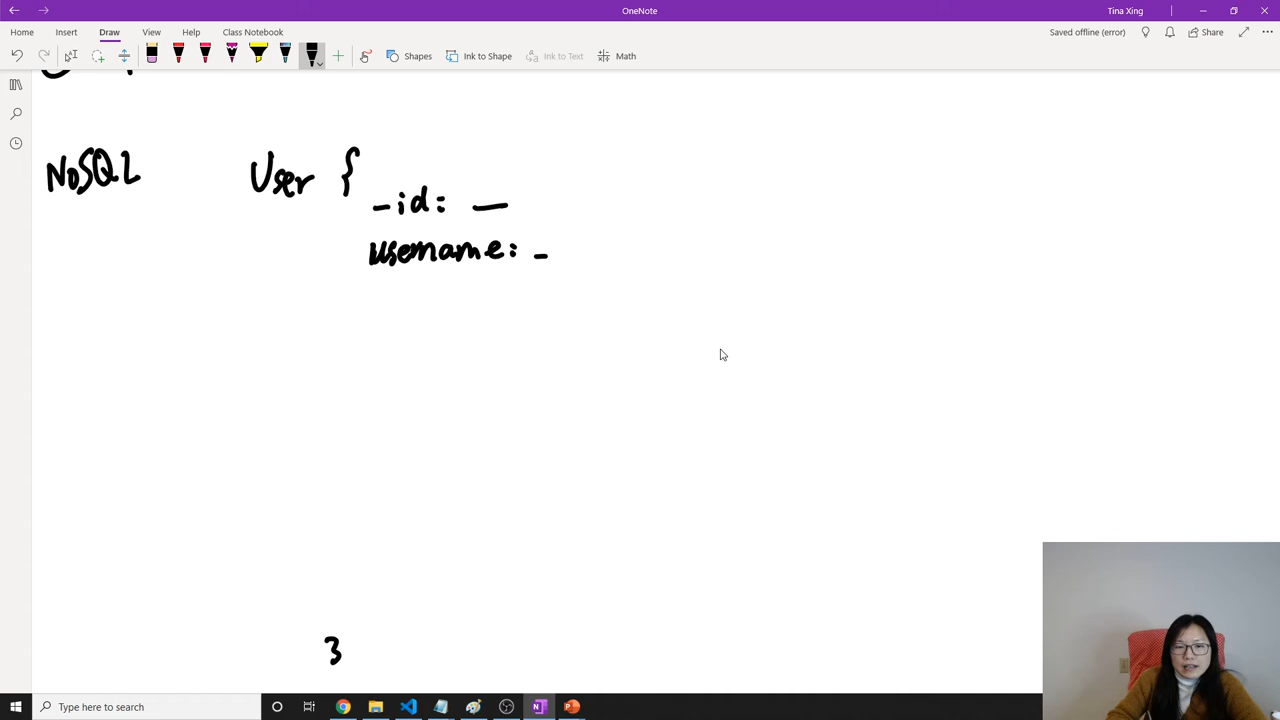 OneNote
Tina Xing
Home Insert Draw View Help Class Notebook
Saved offline (error)
Share
Shapes
Ink to Shape
Ink to Text
Math
NoSQL User {
_id: _
username: _
}
Type here to search